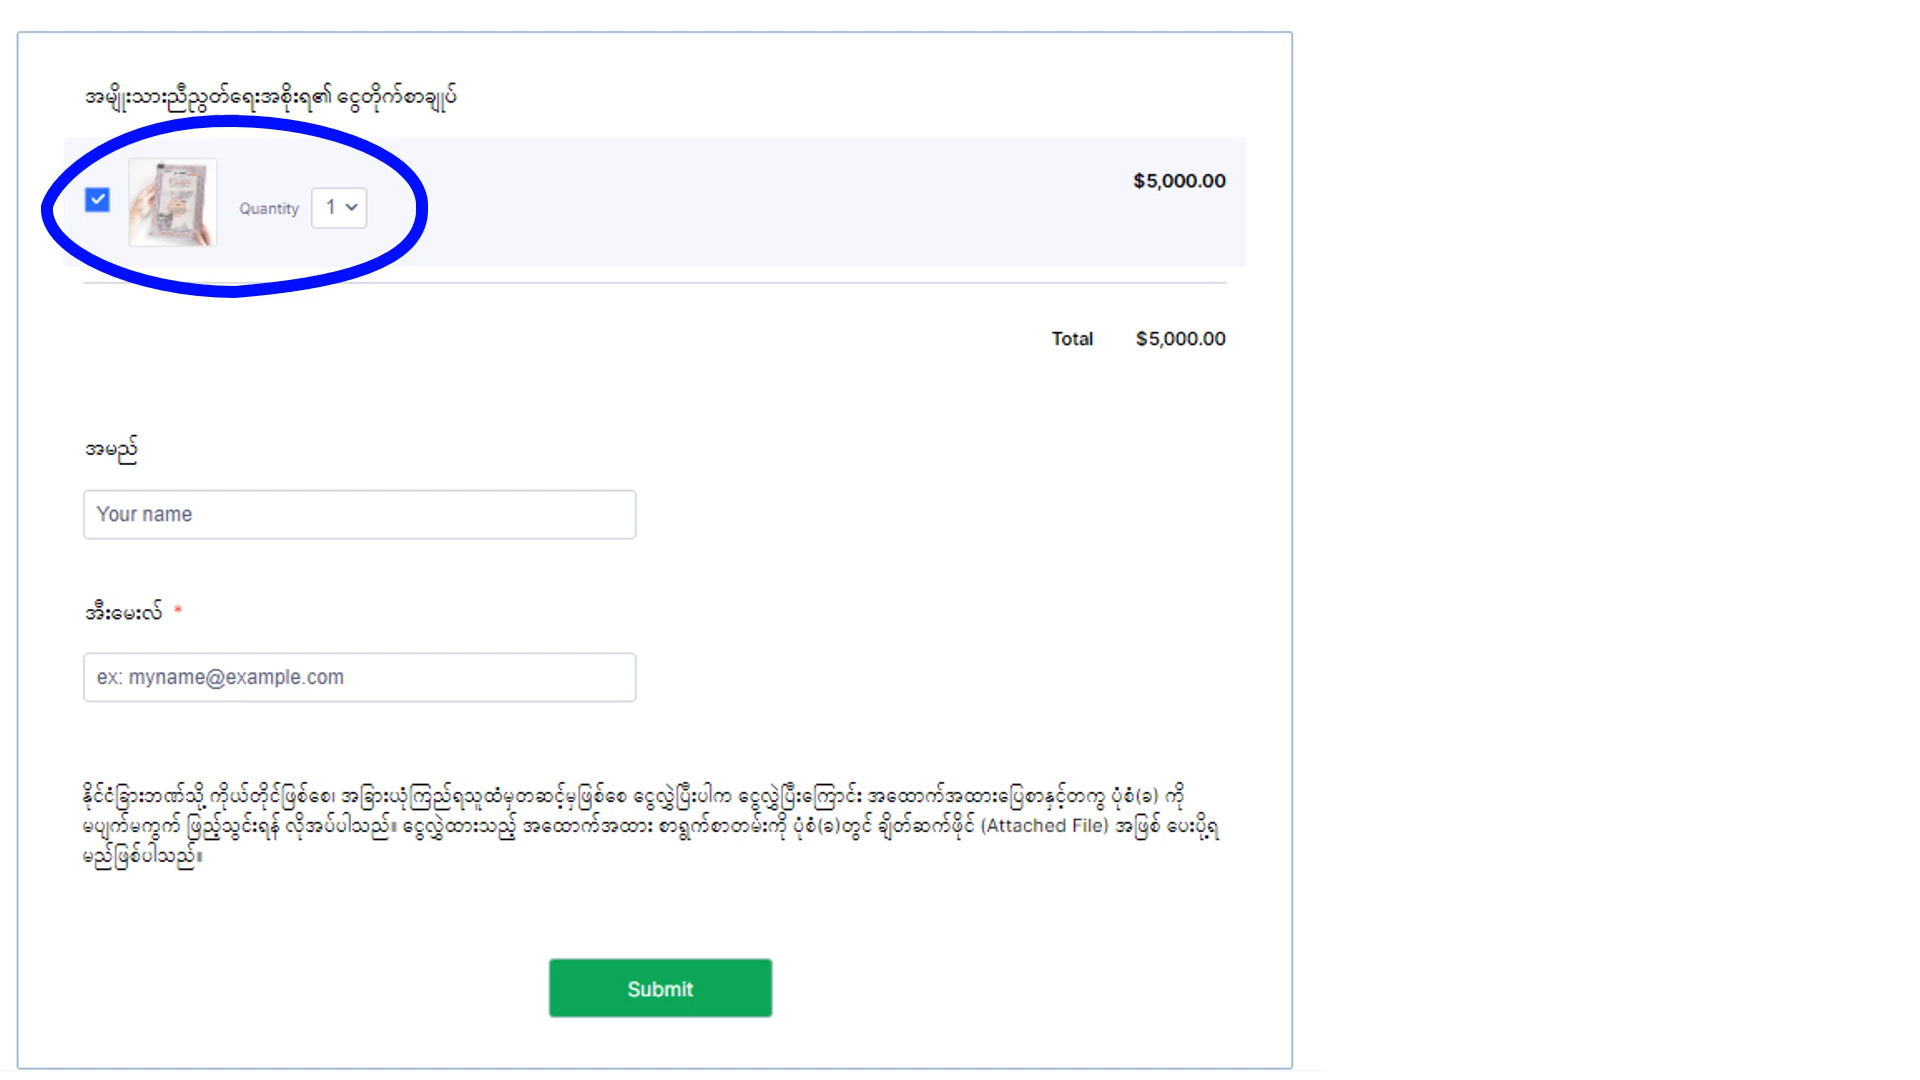 အမျိုးသားညီညွတ်ရေးအစိုးရ၏ ငွေတိုက်စာချုပ်
$5,000.00
Quantity 1
Total $5,000.00
အမည်
Your name
အီးမေးလ် *
ex: myname@example.com
နိုင်ငံခြားဘဏ်သို့ ကိုယ်တိုင်ဖြစ်စေ၊ အခြားယုံကြည်ရသူထံမှတဆင့်မှဖြစ်စေ ငွေလွှဲပြီးပါက ငွေလွှဲပြီးကြောင်း အထောက်အထားပြေစာနှင့်တကွ ပုံစံ(ခ) ကို
မပျက်မကွက် ဖြည့်သွင်းရန် လိုအပ်ပါသည်။ ငွေလွှဲထားသည့် အထောက်အထား စာရွက်စာတမ်းကို ပုံစံ(ခ)တွင် ချိတ်ဆက်ဖိုင် (Attached File) အဖြစ် ပေးပို့ရ
မည်ဖြစ်ပါသည်။
Submit